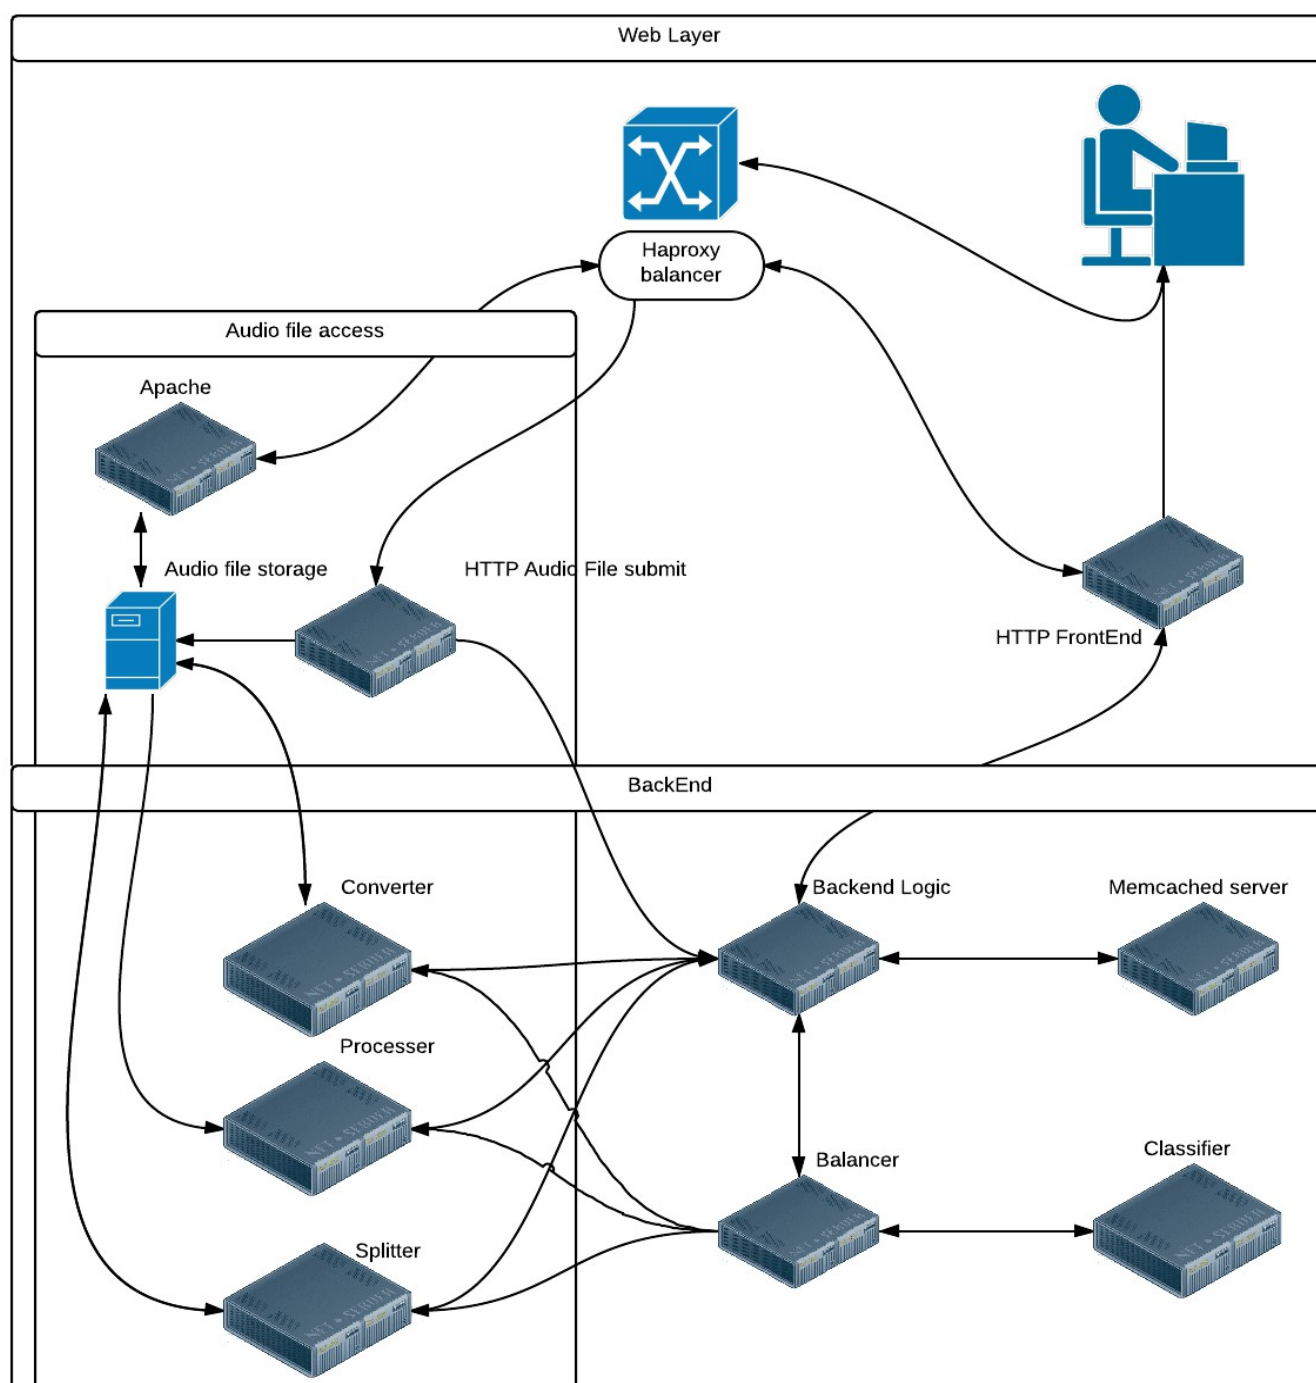 Web Layer
Haproxy
balancer
Audio file access
Apache
Audio file storage
HTTP Audio File submit
HTTP FrontEnd
BackEnd
Converter
Backend Logic
Memcached server
Processer
Balancer
Classifier
Splitter